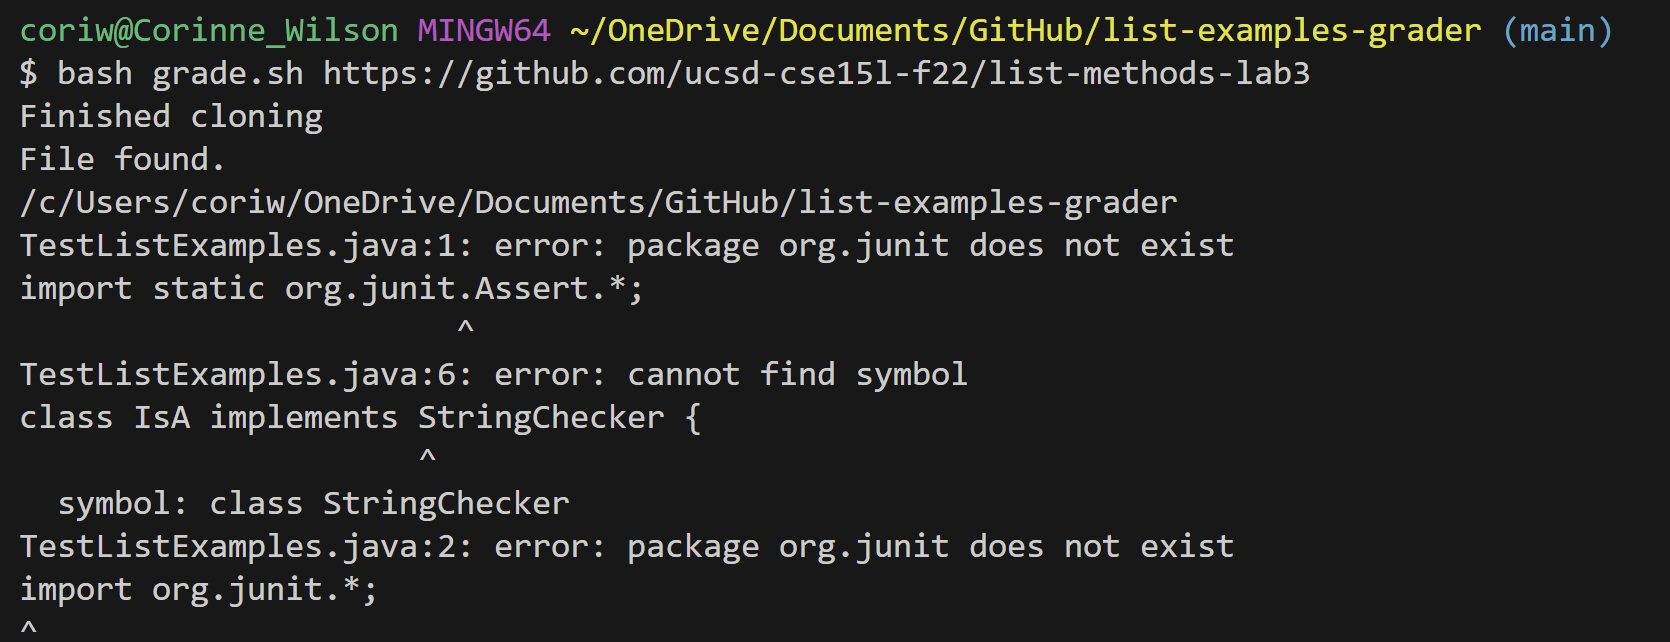 coriw@Corinne_Wilson MINGW64 ~/OneDrive/Documents/GitHub/list-examples-grader (main)
$ bash grade.sh https://github.com/ucsd-cse15l-f22/list-methods-lab3
Finished cloning
File found.
/c/Users/coriw/OneDrive/Documents/GitHub/list-examples-grader
TestListExamples.java:1: error: package org.junit does not exist
import static org.junit.Assert.*;
                       ^
TestListExamples.java:6: error: cannot find symbol
class IsA implements StringChecker {
                     ^
  symbol: class StringChecker
TestListExamples.java:2: error: package org.junit does not exist
import org.junit.*;
^